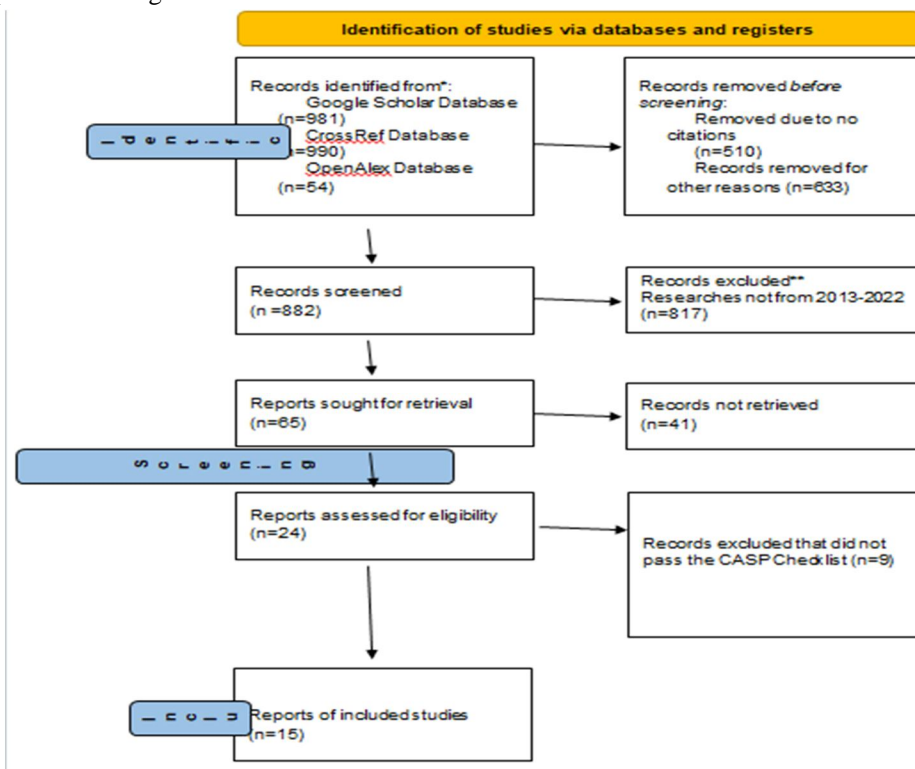 Identification of studies via databases and registers
Records identified from*:
Google Scholar Database
(n=981)
CrossRef Database
n=990)
OpenAlex Database
(n=54)
Identific
Records removed before
screening:
Removed due to no
citations
(n=510)
Records removed for
other reasons (n=633)
Records screened
(n =882)
Records excluded**
Researches not from 2013-2022
(n=817)
Reports sought for retrieval
(n=65)
Records not retrieved
(n=41)
Screening
Reports assessed for eligibility
(n=24)
Records excluded that did not
pass the CASP Checklist (n=9)
Inclu
Reports of included studies
(n=15)